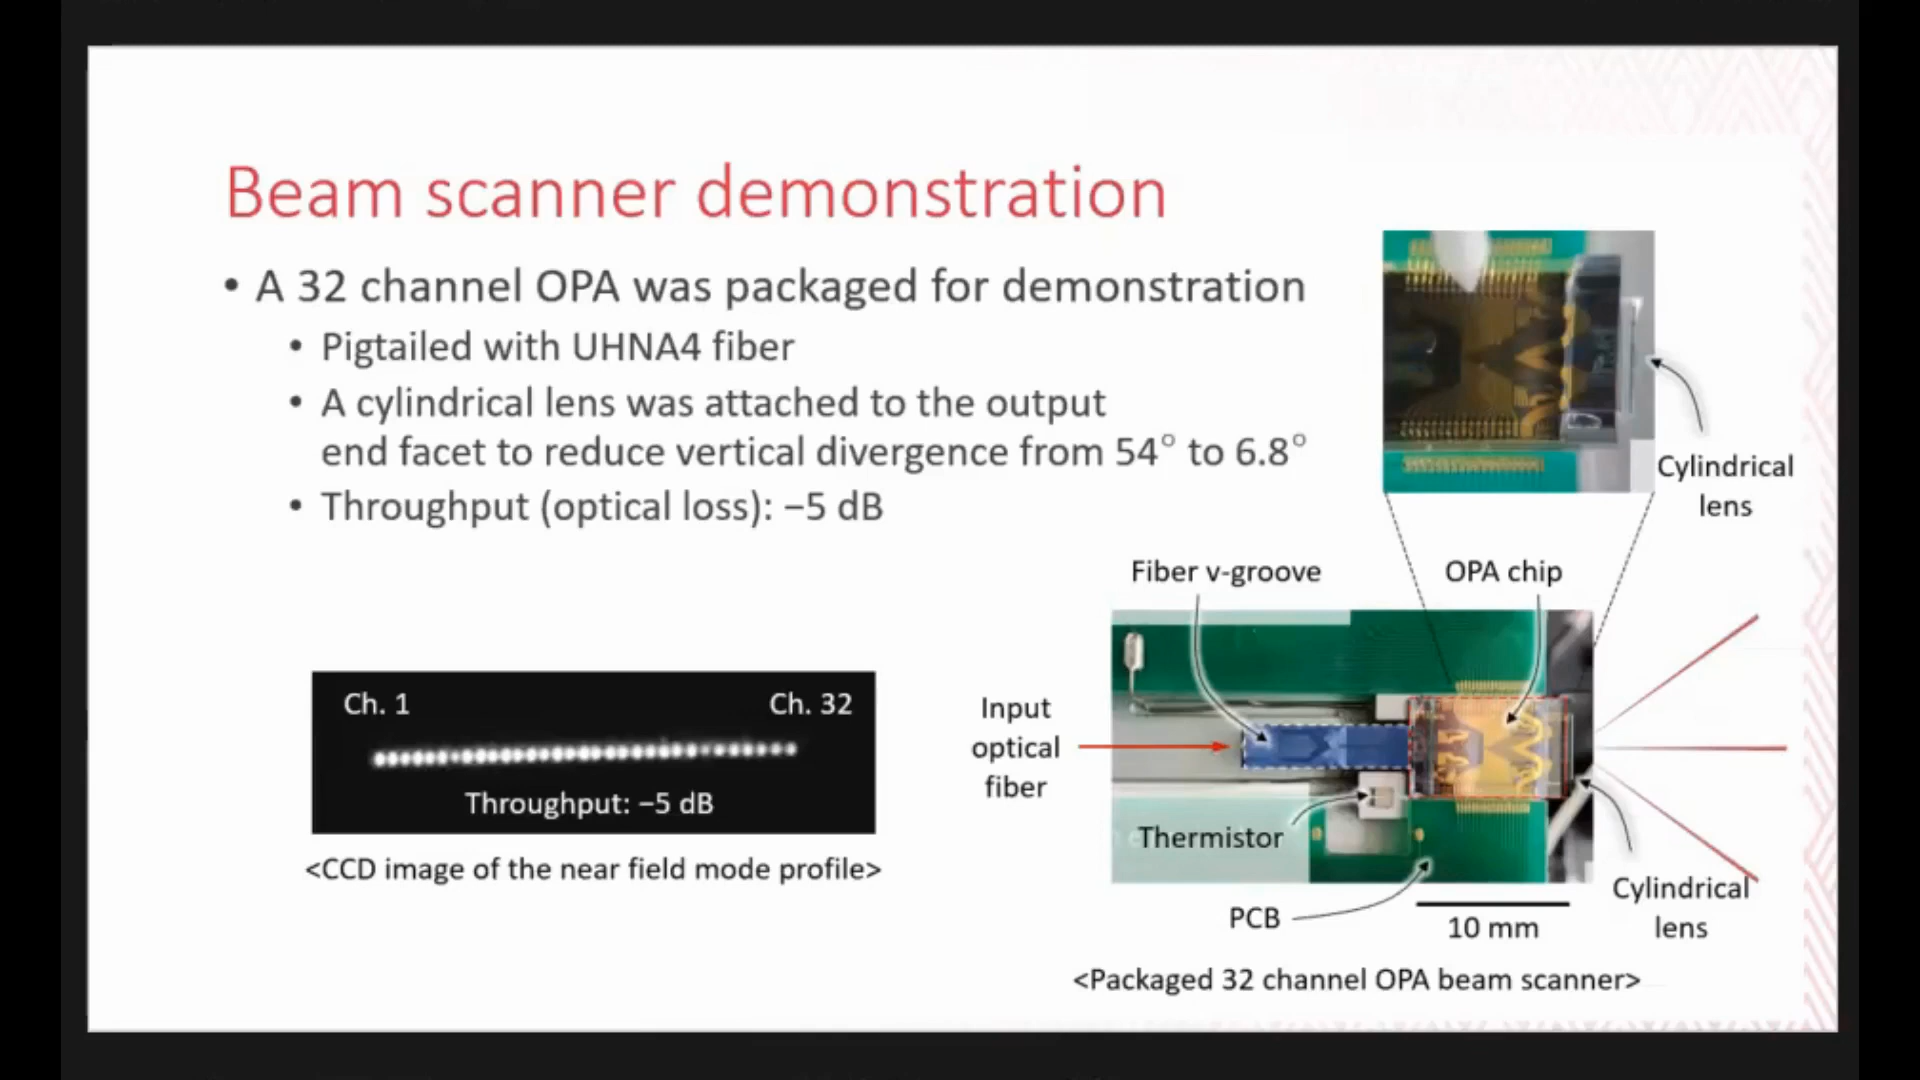 Beam scanner demonstration
• A 32 channel OPA was packaged for demonstration
• Pigtailed with UHNA4 fiber
• A cylindrical lens was attached to the output
end facet to reduce vertical divergence from 54° to 6.8°
• Throughput (optical loss): −5 dB
Cylindrical
lens
Fiber v-groove
OPA chip
Input
optical
fiber
Thermistor
PCB
10 mm
Cylindrical
lens
<Packaged 32 channel OPA beam scanner>
Ch. 1
Ch. 32
Throughput: −5 dB
<CCD image of the near field mode profile>